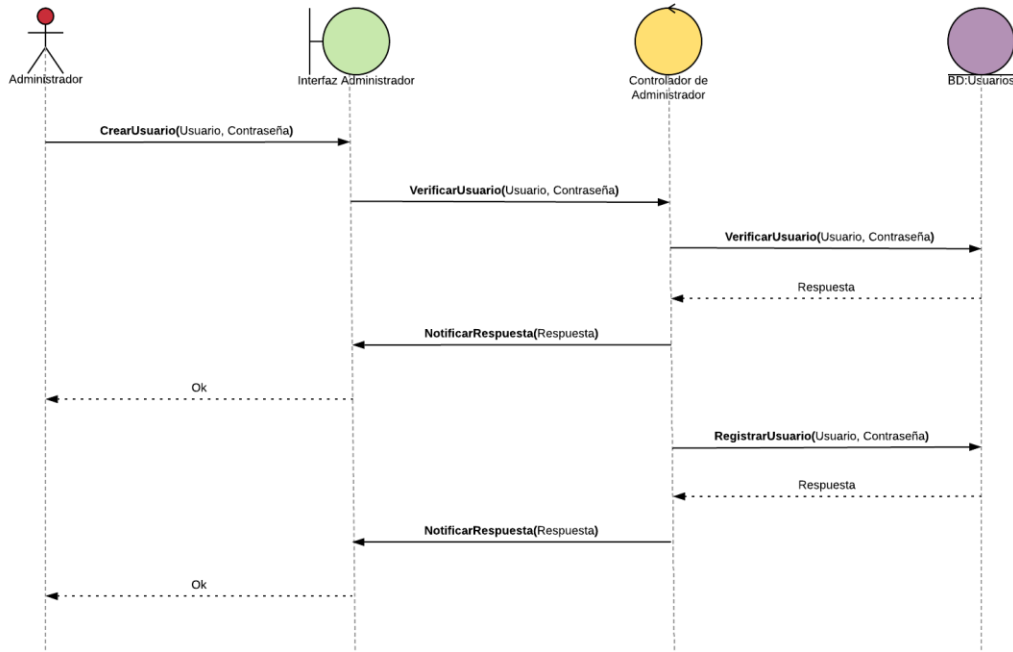 Administrador
Interfaz Administrador
Controlador de
Administrador
BD:Usuarios
CrearUsuario(Usuario, Contraseña)
VerificarUsuario(Usuario, Contraseña)
VerificarUsuario(Usuario, Contraseña)
Respuesta
NotificarRespuesta(Respuesta)
Ok
RegistrarUsuario(Usuario, Contraseña)
Respuesta
NotificarRespuesta(Respuesta)
Ok